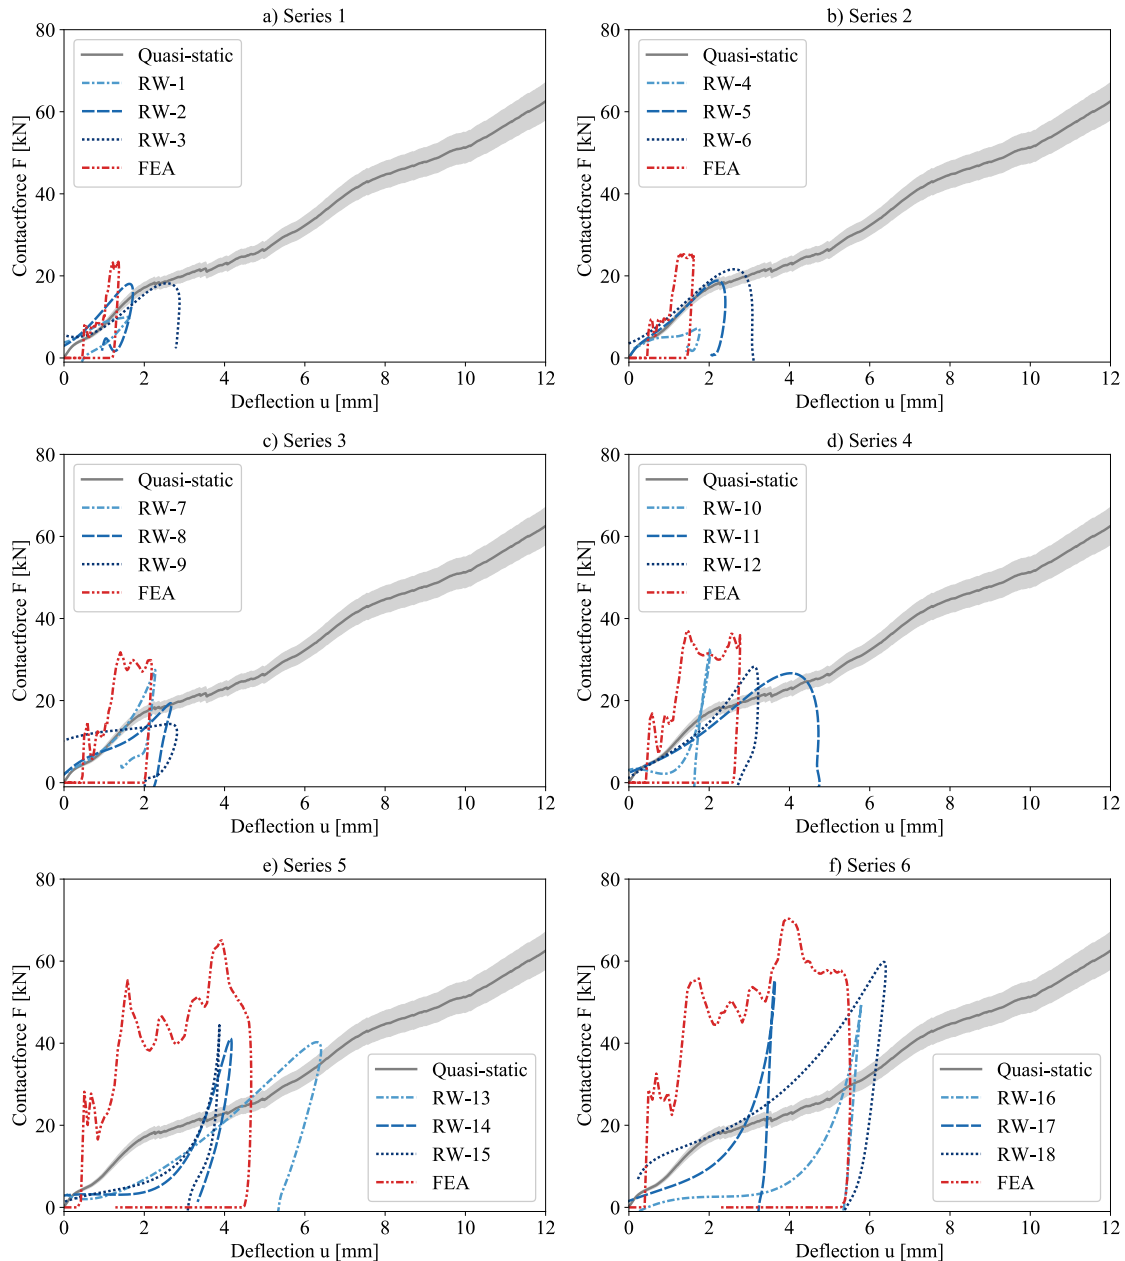 a) Series 1
Contactforce F [kN]
80
60
40
20
0
Quasi-static
RW-1
RW-2
RW-3
FEA
0 2 4 6 8 10 12
Deflection u [mm]
b) Series 2
Contactforce F [kN]
80
60
40
20
0
Quasi-static
RW-4
RW-5
RW-6
FEA
0 2 4 6 8 10 12
Deflection u [mm]
c) Series 3
Contactforce F [kN]
80
60
40
20
0
Quasi-static
RW-7
RW-8
RW-9
FEA
0 2 4 6 8 10 12
Deflection u [mm]
d) Series 4
Contactforce F [kN]
80
60
40
20
0
Quasi-static
RW-10
RW-11
RW-12
FEA
0 2 4 6 8 10 12
Deflection u [mm]
e) Series 5
Contactforce F [kN]
80
60
40
20
0
Quasi-static
RW-13
RW-14
RW-15
FEA
0 2 4 6 8 10 12
Deflection u [mm]
f) Series 6
Contactforce F [kN]
80
60
40
20
0
Quasi-static
RW-16
RW-17
RW-18
FEA
0 2 4 6 8 10 12
Deflection u [mm]